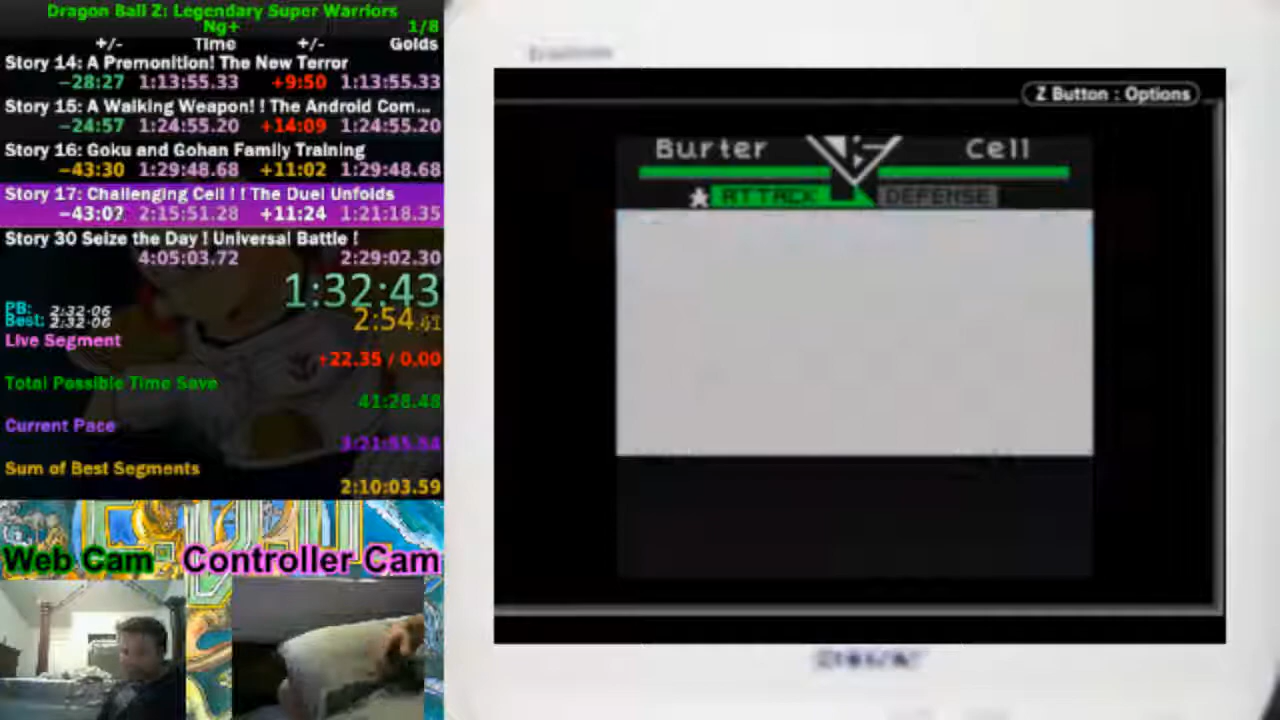 Dragon Ball Z: Legendary Super Warriors
Ng+ 1/8
+/- Time +/- Golds
Story 14: A Premonition! The New Terror
−28:27 1:13:55.33 +9:50 1:13:55.33
Story 15: A Walking Weapon! ! The Android Com...
−24:57 1:24:55.20 +14:09 1:24:55.20
Story 16: Goku and Gohan Family Training
−43:30 1:29:48.68 +11:02 1:29:48.68
Story 17: Challenging Cell ! ! The Duel Unfolds
−43:02 2:15:51.28 +11:24 1:21:18.35
Story 30 Seize the Day ! Universal Battle !
4:05:03.72 2:29:02.30
1:32:43
PB: 2:32:06
Best: 2:32:06
2:54.41
Live Segment
+22.35 / 0.00
Total Possible Time Save
41:28.48
Current Pace
3:21:55.54
Sum of Best Segments
2:10:03.59
Web Cam Controller Cam
Z Button : Options
Burter Cell
ATTACK DEFENSE